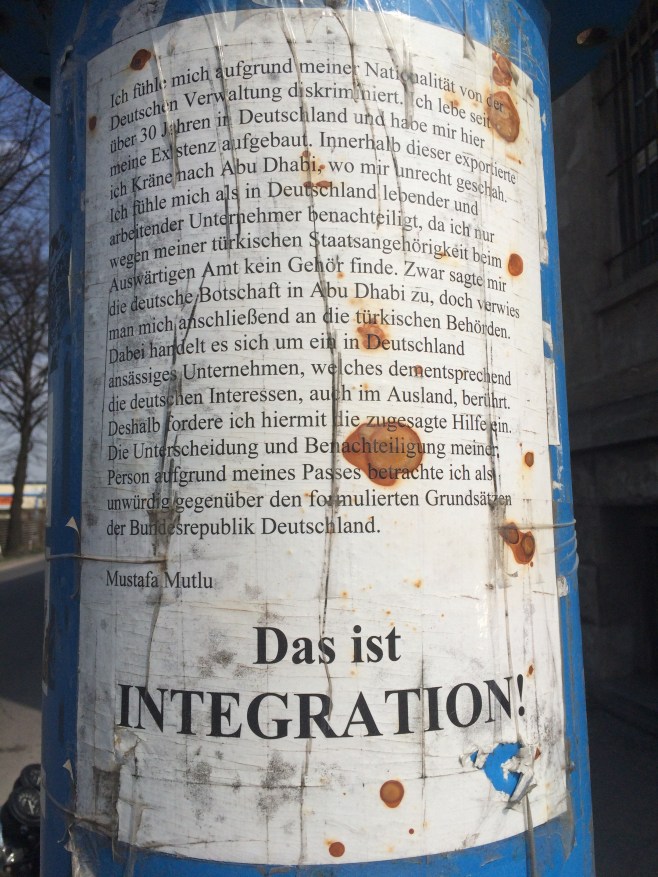 Ich fühle mich aufgrund meiner Nationalität von der
Deutschen Verwaltung diskriminiert. Ich lebe seit
über 30 Jahren in Deutschland und habe mir hier
meine Existenz aufgebaut. Innerhalb dieser exportierte
ich Kräne nach Abu Dhabi, wo mir unrecht geschah.
Ich fühle mich als in Deutschland lebender und
arbeitender Unternehmer benachteiligt, da ich nur
wegen meiner türkischen Staatsangehörigkeit beim
Auswärtigen Amt kein Gehör finde. Zwar sagte mir
die deutsche Botschaft in Abu Dhabi zu, doch verwies
man mich anschließend an die türkischen Behörden.
Dabei handelt es sich um ein in Deutschland
ansässiges Unternehmen, welches dementsprechend
die deutschen Interessen, auch im Ausland, berührt.
Deshalb fordere ich hiermit die zugesagte Hilfe ein.
Die Unterscheidung und Benachteiligung meiner
Person aufgrund meines Passes betrachte ich als
unwürdig gegenüber den formulierten Grundsätzen
der Bundesrepublik Deutschland.
Mustafa Mutlu
Das ist
INTEGRATION!